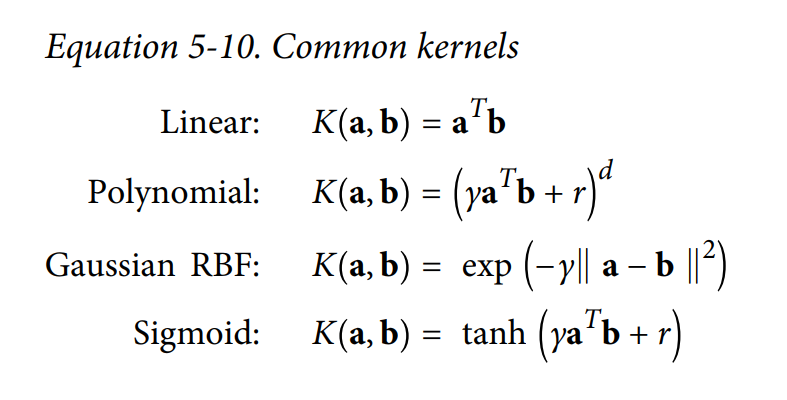 Equation 5-10. Common kernels
Linear: K(a, b) = aᵀb
Polynomial: K(a, b) = (γaᵀb + r)ᵈ
Gaussian RBF: K(a, b) = exp (−γ‖ a − b ‖²)
Sigmoid: K(a, b) = tanh (γaᵀb + r)